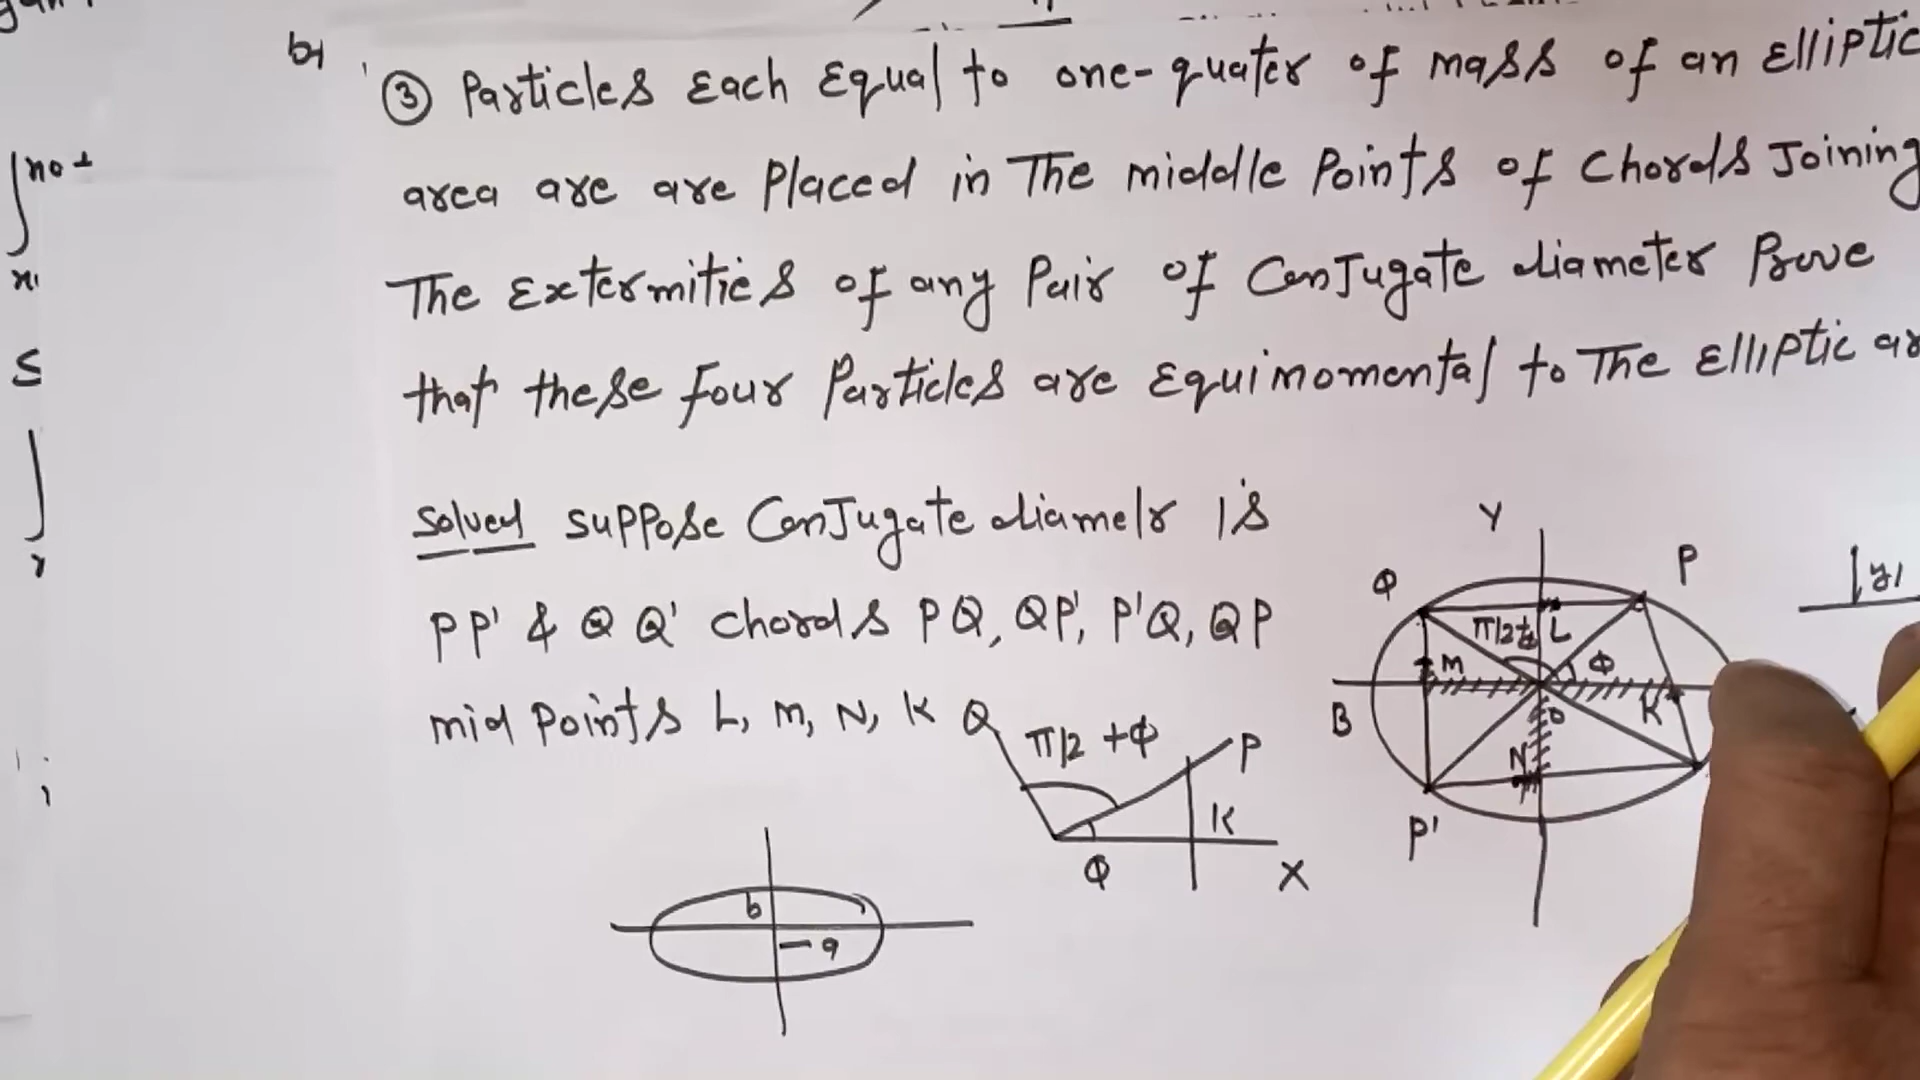 b)
③ Particles Each Equal to one-quater of mass of an Elliptic
area are are Placed in The middle Points of Chords Joining
The Extermities of any Pair of Conjugate diameter Prove
that these four Particles are Equimomental to The Elliptic ar
Solved Suppose Conjugate diametr is
PP' & QQ' chords PQ, QP', P'Q, QP
mid Points L, M, N, K
Q π/2 + Φ P
K
Φ X
b
a
Y
Q P
π/2+ L
M Φ
B O K
N
P'
y1